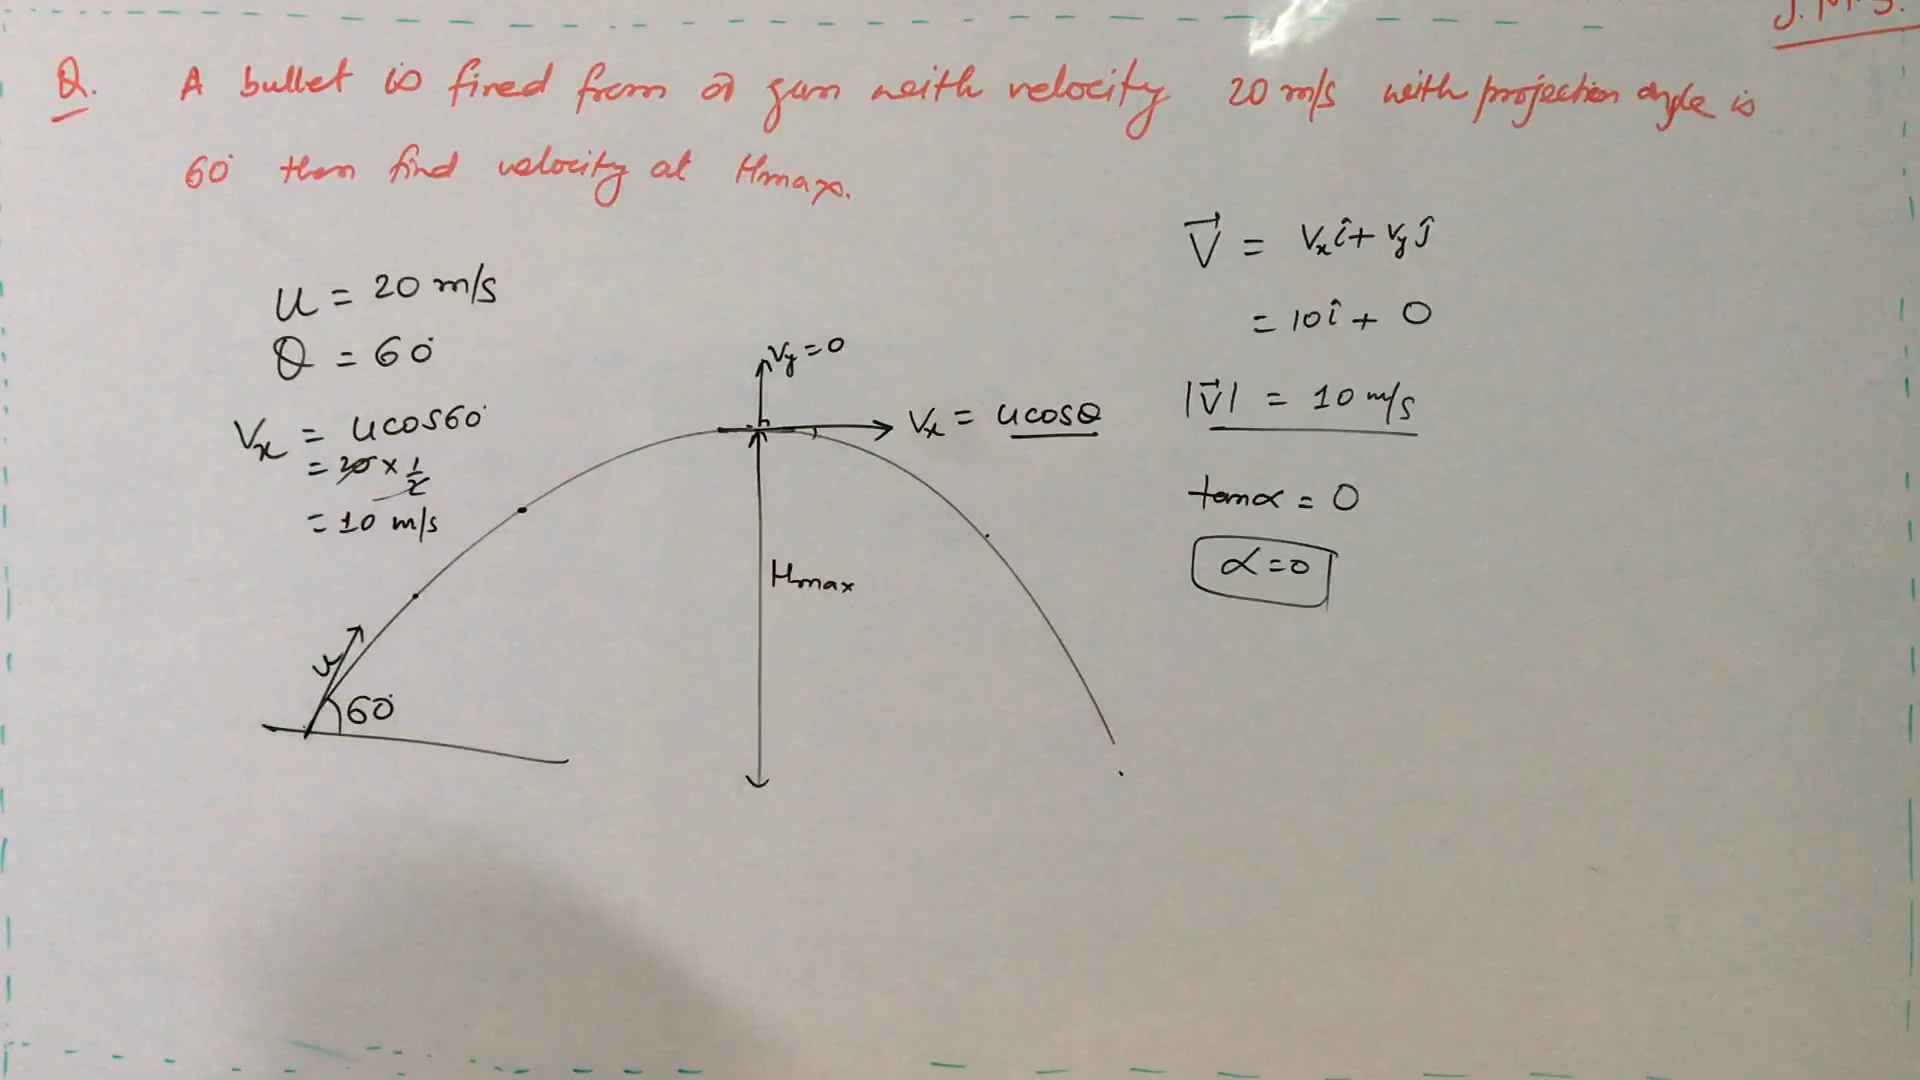 J.M.S.
Q. A bullet is fired from a gun with velocity 20 m/s with projection angle is
60° then find velocity at Hmax.
u = 20 m/s
θ = 60°
Vx = u cos60°
= 20 × 1/2
= 10 m/s
u
60°
Vy = 0
Vx = u cosθ
Hmax
V⃗ = Vx î + Vy ĵ
= 10 î + 0
|V⃗| = 10 m/s
tanα = 0
α = 0